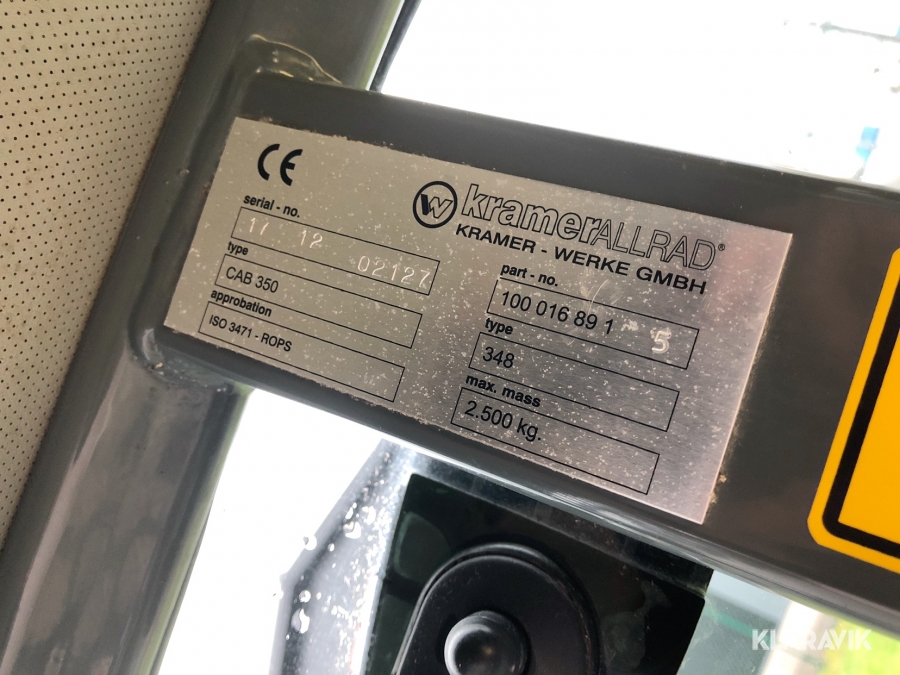 CE
kramerALLRAD®
KRAMER - WERKE GMBH
serial - no.
17 12 02127
type
CAB 350
approbation
ISO 3471 - ROPS
part - no.
100 016 89 1 5
type
348
max. mass
2.500 kg.
KLARAVIK